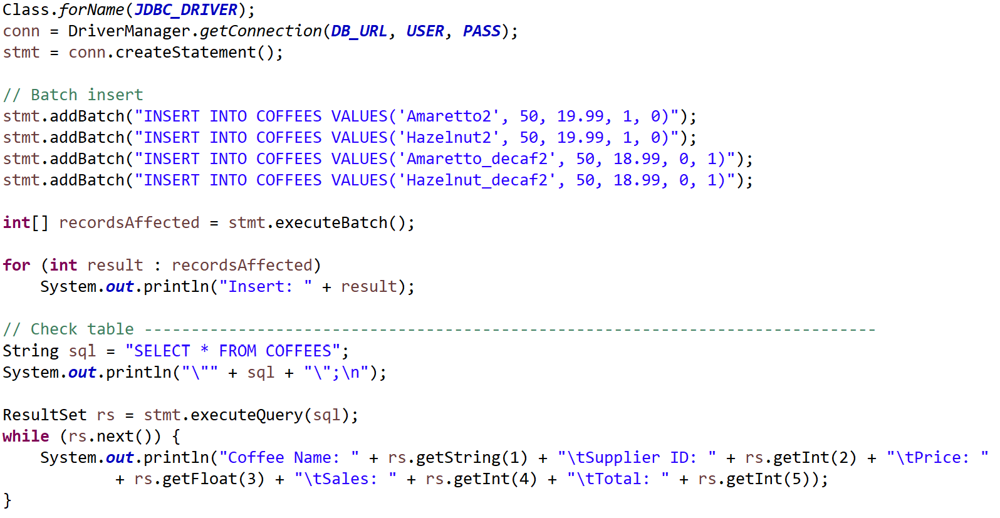 Class.forName(JDBC_DRIVER);
conn = DriverManager.getConnection(DB_URL, USER, PASS);
stmt = conn.createStatement();
// Batch insert
stmt.addBatch("INSERT INTO COFFEES VALUES('Amaretto2', 50, 19.99, 1, 0)");
stmt.addBatch("INSERT INTO COFFEES VALUES('Hazelnut2', 50, 19.99, 1, 0)");
stmt.addBatch("INSERT INTO COFFEES VALUES('Amaretto_decaf2', 50, 18.99, 0, 1)");
stmt.addBatch("INSERT INTO COFFEES VALUES('Hazelnut_decaf2', 50, 18.99, 0, 1)");
int[] recordsAffected = stmt.executeBatch();
for (int result : recordsAffected)
    System.out.println("Insert: " + result);
// Check table ------------------------------------------------------------------------------
String sql = "SELECT * FROM COFFEES";
System.out.println("\"" + sql + "\";\n");
ResultSet rs = stmt.executeQuery(sql);
while (rs.next()) {
    System.out.println("Coffee Name: " + rs.getString(1) + "\tSupplier ID: " + rs.getInt(2) + "\tPrice: "
            + rs.getFloat(3) + "\tSales: " + rs.getInt(4) + "\tTotal: " + rs.getInt(5));
}